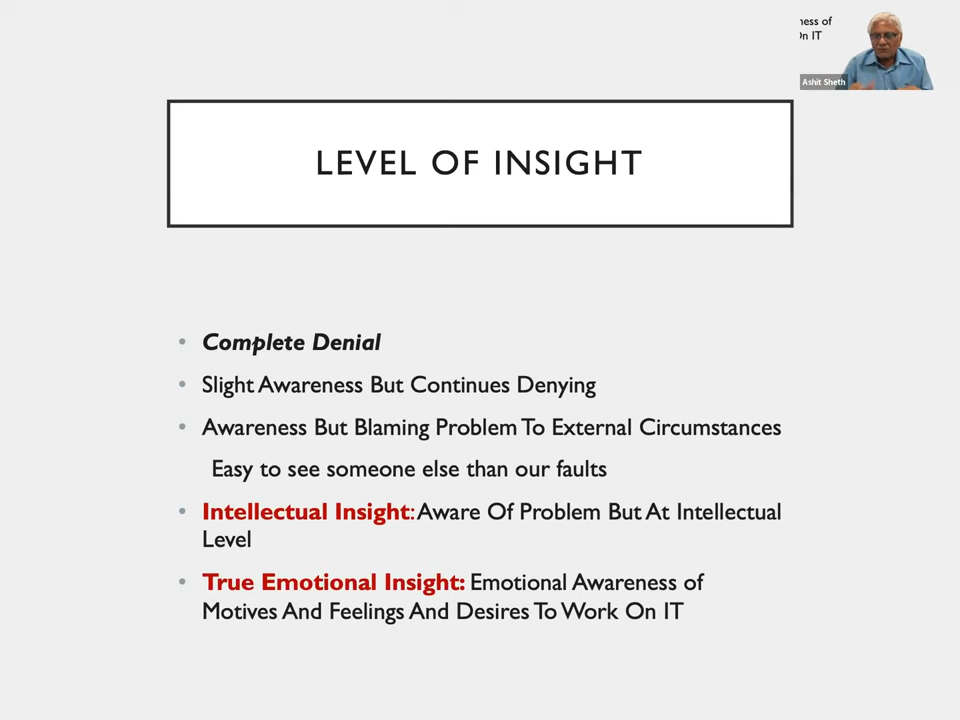 ness of
On IT
Ashit Sheth
LEVEL OF INSIGHT
• Complete Denial
• Slight Awareness But Continues Denying
• Awareness But Blaming Problem To External Circumstances
Easy to see someone else than our faults
• Intellectual Insight: Aware Of Problem But At Intellectual
Level
• True Emotional Insight: Emotional Awareness of
Motives And Feelings And Desires To Work On IT